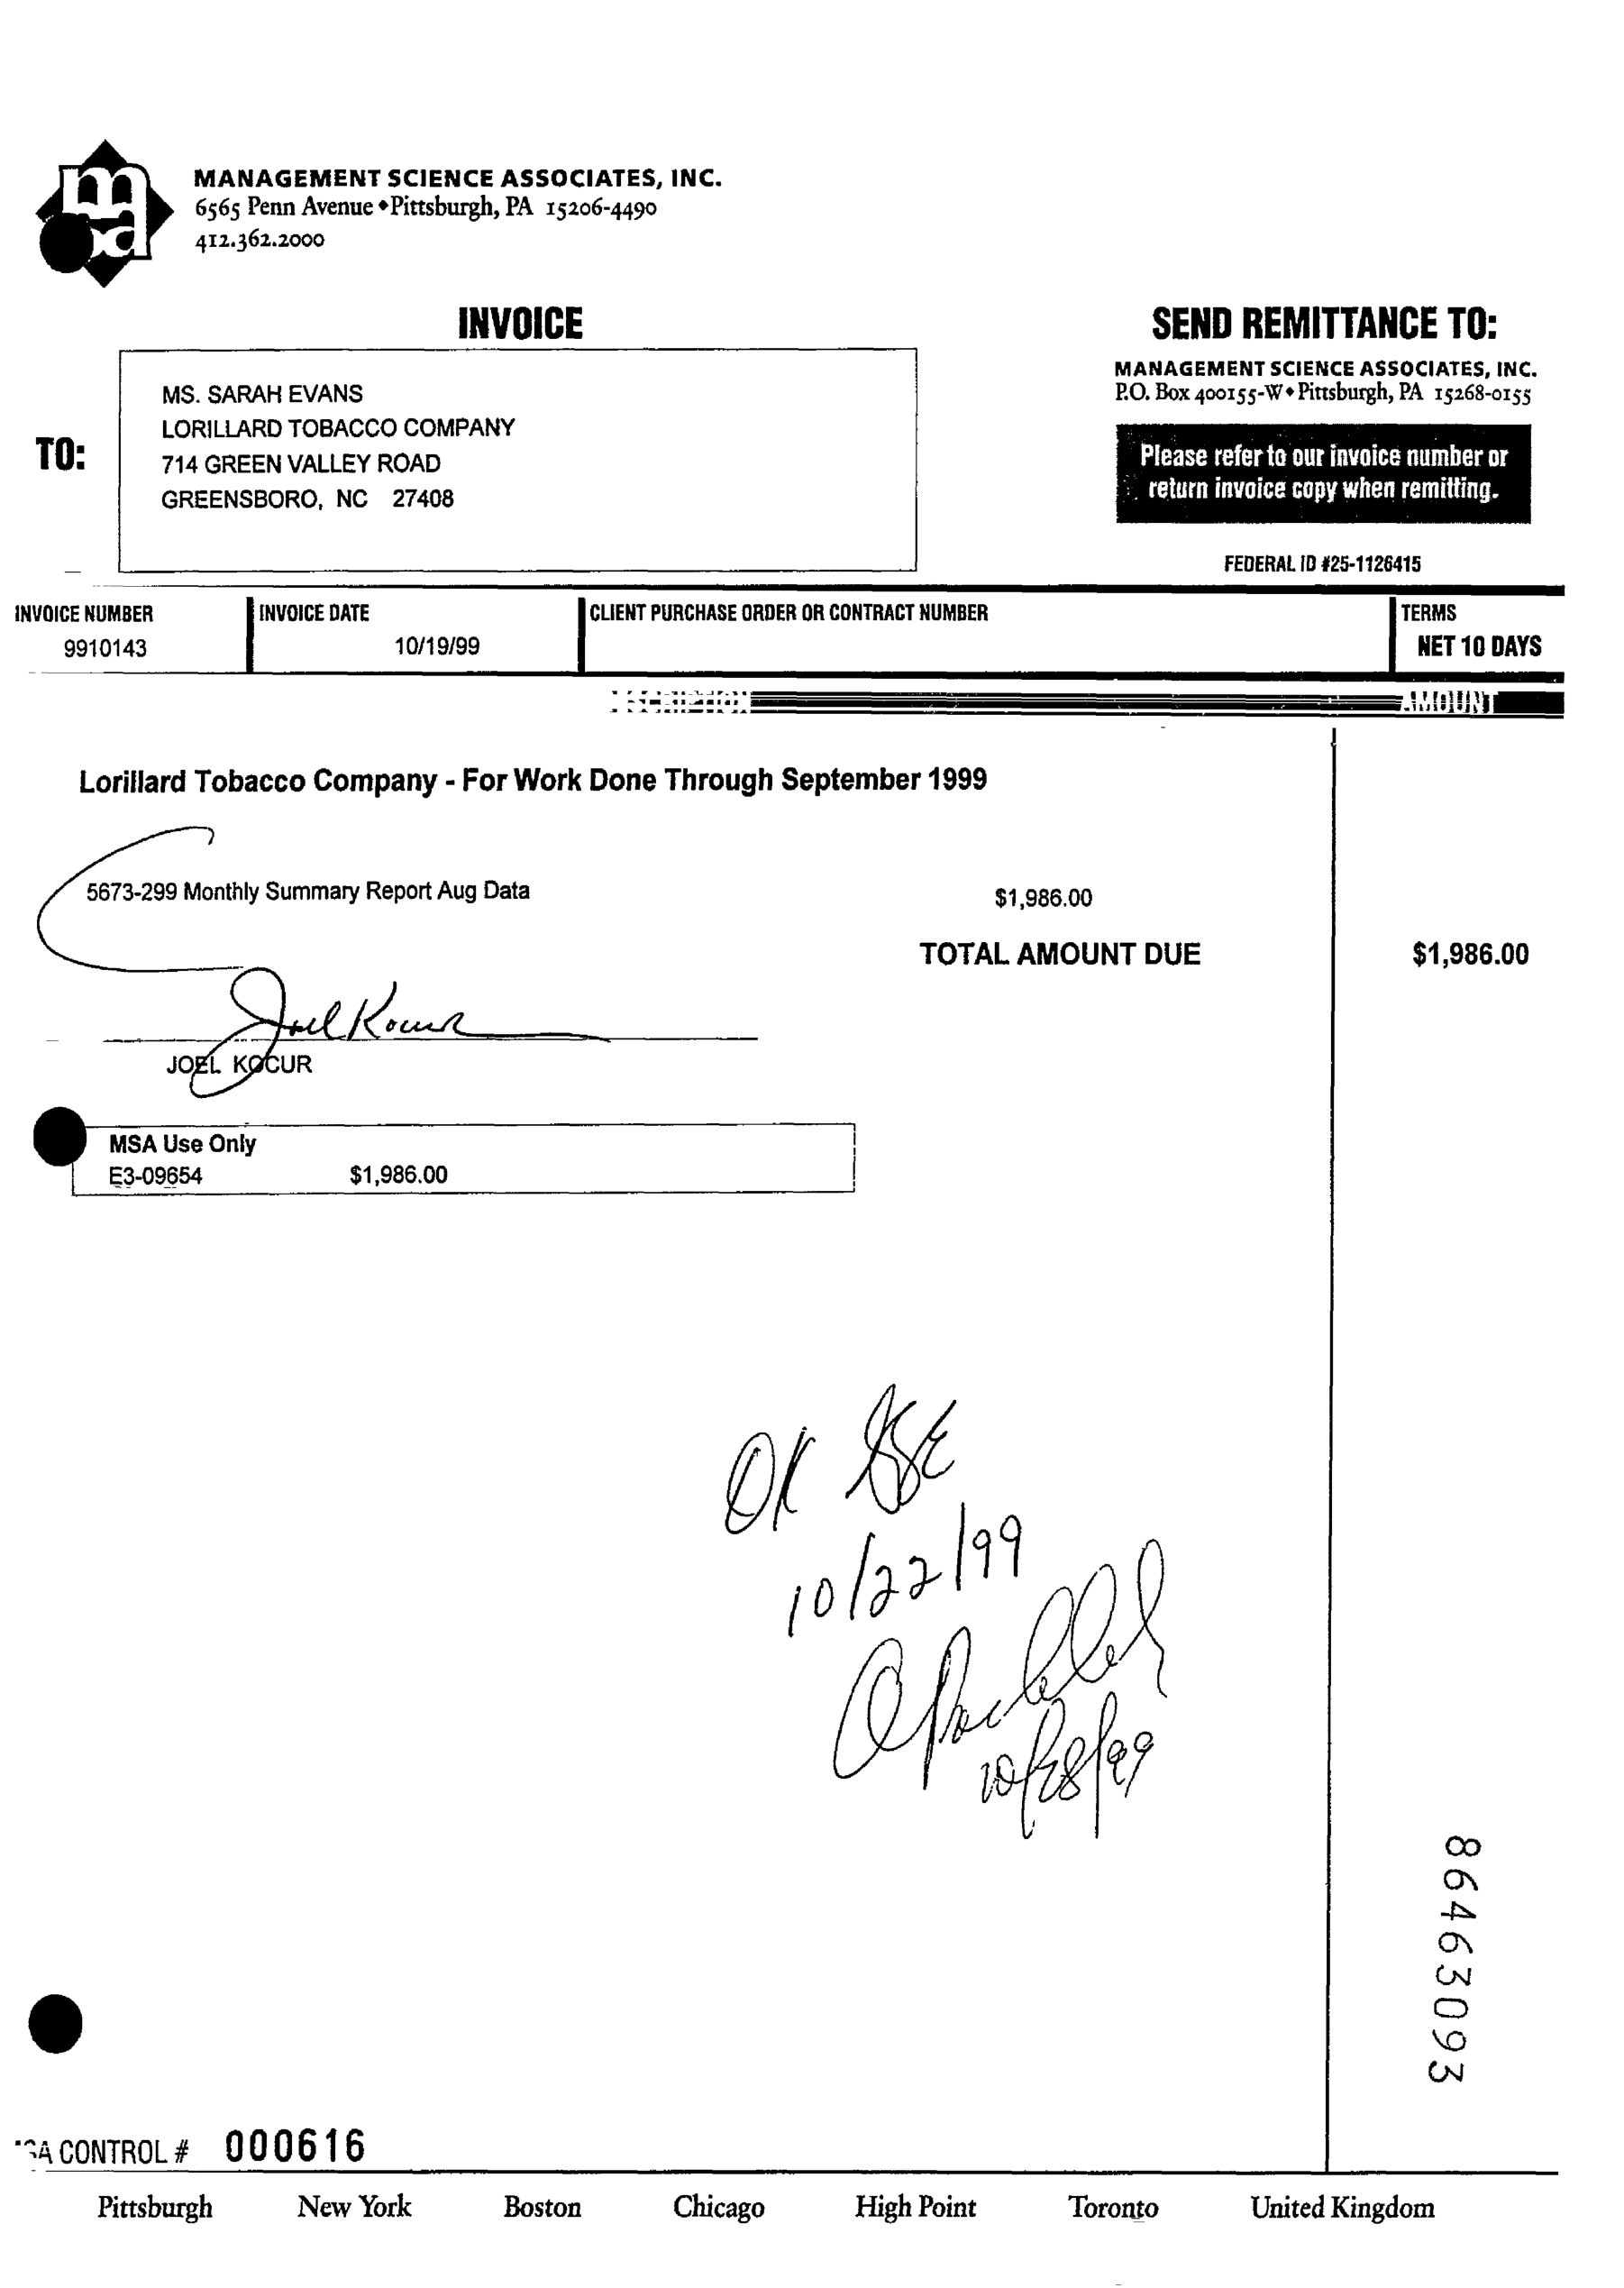 MANAGEMENT SCIENCE ASSOCIATES, INC.
6565 Penn Avenue ◆ Pittsburgh, PA 15206-4490
412.362.2000
INVOICE
SEND REMITTANCE TO:
MANAGEMENT SCIENCE ASSOCIATES, INC.
P.O. Box 400155-W ◆ Pittsburgh, PA 15268-0155
TO:
MS. SARAH EVANS
LORILLARD TOBACCO COMPANY
714 GREEN VALLEY ROAD
GREENSBORO, NC 27408
Please refer to our invoice number or
return invoice copy when remitting.
FEDERAL ID #25-1126415
INVOICE NUMBER INVOICE DATE CLIENT PURCHASE ORDER OR CONTRACT NUMBER TERMS
9910143 10/19/99 NET 10 DAYS
AMOUNT
Lorillard Tobacco Company - For Work Done Through September 1999
5673-299 Monthly Summary Report Aug Data $1,986.00
TOTAL AMOUNT DUE $1,986.00
Joel Kocur
JOEL KOCUR
MSA Use Only
E3-09654 $1,986.00
OK
10/22/99
10/28/99
86463093
CONTROL # 000616
Pittsburgh New York Boston Chicago High Point Toronto United Kingdom